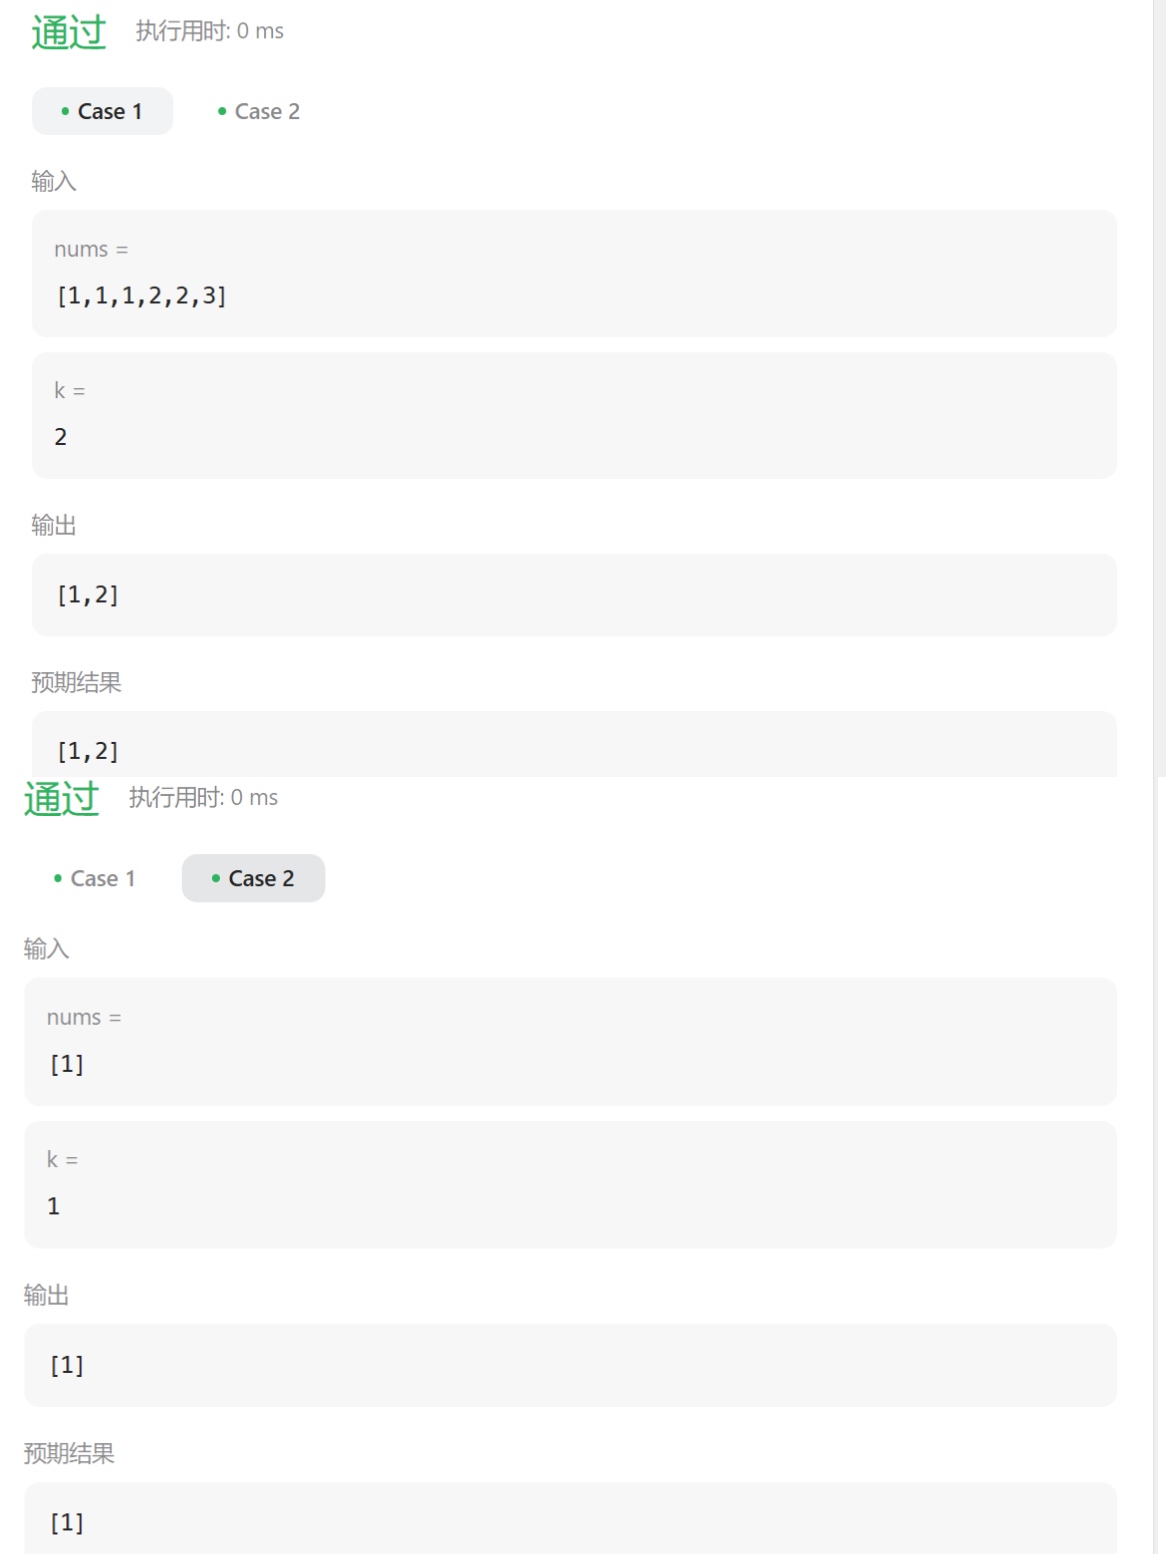 通过 执行用时: 0 ms
Case 1 Case 2
输入
nums =
[1,1,1,2,2,3]
k =
2
输出
[1,2]
预期结果
[1,2]
通过 执行用时: 0 ms
Case 1 Case 2
输入
nums =
[1]
k =
1
输出
[1]
预期结果
[1]